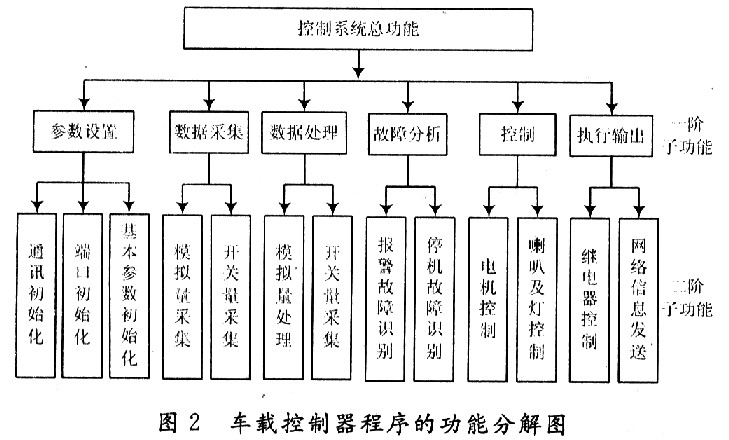 控制系统总功能
参数设置
数据采集
数据处理
故障分析
控制
执行输出
一阶
子功能
通讯初始化
端口初始化
基本参数初始化
模拟量采集
开关量采集
模拟量处理
开关量采集
报警故障识别
停机故障识别
电机控制
喇叭及灯控制
继电器控制
网络信息发送
二阶
子功能
图2 车载控制器程序的功能分解图